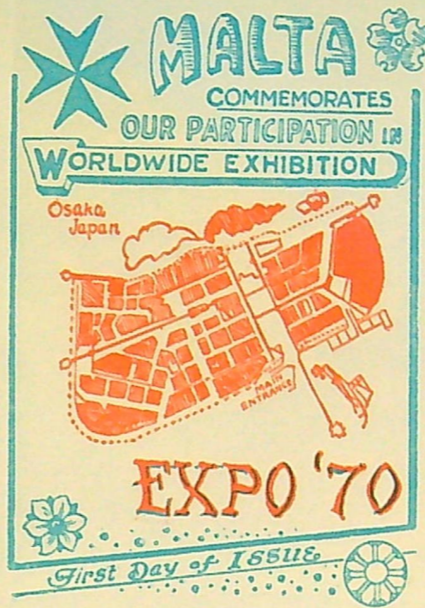 MALTA
COMMEMORATES
OUR PARTICIPATION IN
WORLDWIDE EXHIBITION
Osaka
Japan
MAIN
ENTRANCE
EXPO '70
First Day of ISSUE